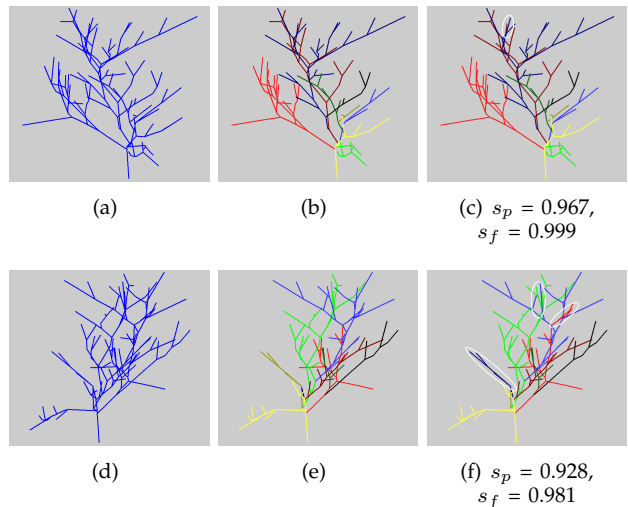 (a) (b) (c) s_p = 0.967,
s_f = 0.999
(d) (e) (f) s_p = 0.928,
s_f = 0.981